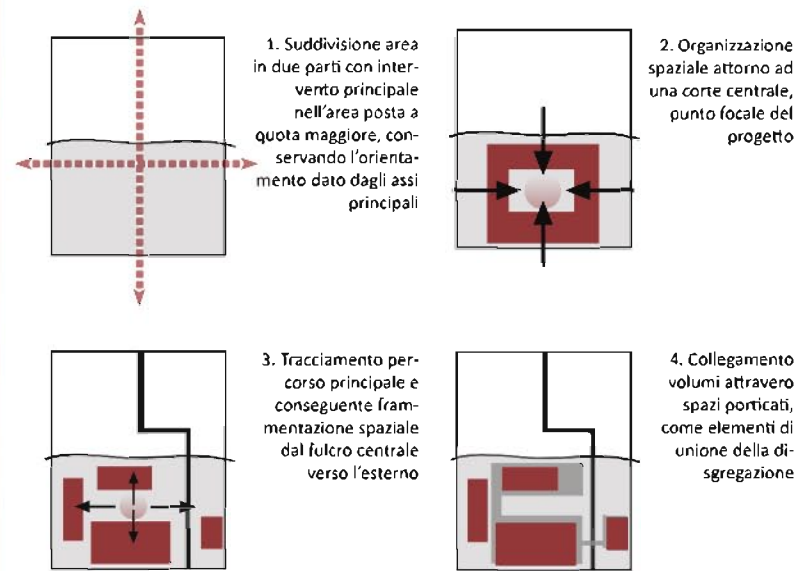 1. Suddivisione area
in due parti con inter-
vento principale
nell'area posta a
quota maggiore, con-
servando l'orienta-
mento dato dagli assi
principali
2. Organizzazione
spaziale attorno ad
una corte centrale,
punto focale del
progetto
3. Tracciamento per-
corso principale e
conseguente fram-
mentazione spaziale
dal fulcro centrale
verso l'esterno
4. Collegamento
volumi attravero
spazi porticati,
come elementi di
unione della di-
sgregazione